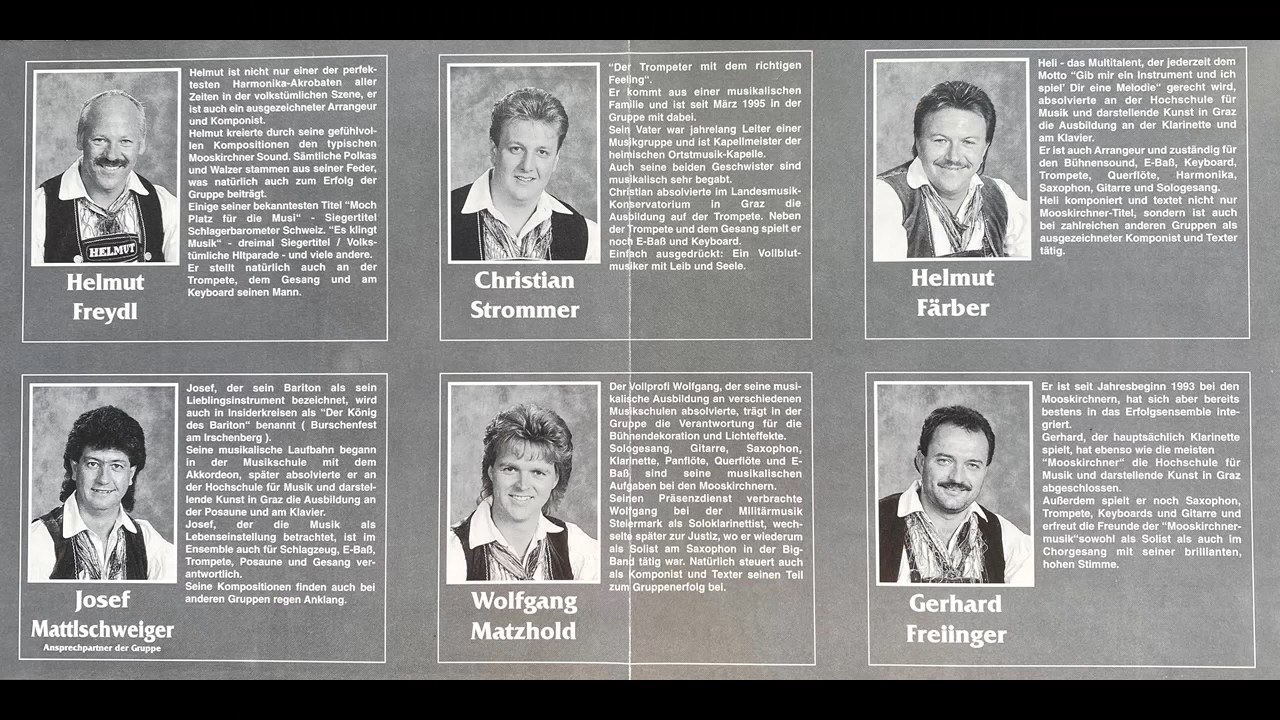 Helmut ist nicht nur einer der perfek-
testen Harmonika-Akrobaten aller
Zeiten in der volkstümlichen Szene, er
ist auch ein ausgezeichneter Arrangeur
und Komponist.
Helmut kreierte durch seine gefühlvol-
len Kompositionen den typischen
Mooskirchner Sound. Sämtliche Polkas
und Walzer stammen aus seiner Feder,
was natürlich auch zum Erfolg der
Gruppe beiträgt.
Einige seiner bekanntesten Titel "Moch
Platz für die Musi" - Siegertitel
Schlagerbarometer Schweiz. "Es klingt
Musik" - dreimal Siegertitel / Volks-
tümliche HItparade - und viele andere.
Er stellt natürlich auch an der
Trompete, dem Gesang und am
Keyboard seinen Mann.
HELMUT
Helmut
Freydl
"Der Trompeter mit dem richtigen
Feeling".
Er kommt aus einer musikalischen
Familie und ist seit März 1995 in der
Gruppe mit dabei.
Sein Vater war jahrelang Leiter einer
Musikgruppe und ist Kapellmeister der
heimischen Ortstmusik-Kapelle.
Auch seine beiden Geschwister sind
musikalisch sehr begabt.
Christian absolvierte im Landesmusik-
Konservatorium in Graz die
Ausbildung auf der Trompete. Neben
der Trompete und dem Gesang spielt er
noch E-Baß und Keyboard.
Einfach ausgedrückt: Ein Vollblut-
musiker mit Leib und Seele.
Christian
Strommer
Heli - das Multitalent, der jederzeit dem
Motto "Gib mir ein Instrument und ich
spiel' Dir eine Melodie" gerecht wird,
absolvierte an der Hochschule für
Musik und darstellende Kunst in Graz
die Ausbildung an der Klarinette und
am Klavier.
Er ist auch Arrangeur und zuständig für
den Bühnensound, E-Baß, Keyboard,
Trompete, Querflöte, Harmonika,
Saxophon, Gitarre und Sologesang.
Heli komponiert und textet nicht nur
Mooskirchner-Titel, sondern ist auch
bei zahlreichen anderen Gruppen als
ausgezeichneter Komponist und Texter
tätig.
Helmut
Färber
Josef, der sein Bariton als sein
Lieblingsinstrument bezeichnet, wird
auch in Insiderkreisen als "Der König
des Bariton" benannt ( Burschenfest
am Irschenberg ).
Seine musikalische Laufbahn begann
in der Musikschule mit dem
Akkordeon, später absolvierte er an
der Hochschule für Musik und darstel-
lende Kunst in Graz die Ausbildung an
der Posaune und am Klavier.
Josef, der die Musik als
Lebenseinstellung betrachtet, ist im
Ensemble auch für Schlagzeug, E-Baß,
Trompete, Posaune und Gesang ver-
antwortlich.
Seine Kompositionen finden auch bei
anderen Gruppen regen Anklang.
Josef
Mattlschweiger
Ansprechpartner der Gruppe
Der Vollprofi Wolfgang, der seine musi-
kalische Ausbildung an verschiedenen
Musikschulen absolvierte, trägt in der
Gruppe die Verantwortung für die
Bühnendekoration und Lichteffekte.
Sologesang, Gitarre, Saxophon,
Klarinette, Panflöte, Querflöte und E-
Baß sind seine musikalischen
Aufgaben bei den Mooskirchnern.
Seinen Präsenzdienst verbrachte
Wolfgang bei der Militärmusik
Steiermark als Soloklarinettist, wech-
selte später zur Justiz, wo er wiederum
als Solist am Saxophon in der Big-
Band tätig war. Natürlich steuert auch
als Komponist und Texter seinen Teil
zum Gruppenerfolg bei.
Wolfgang
Matzhold
Er ist seit Jahresbeginn 1993 bei den
Mooskirchnern, hat sich aber bereits
bestens in das Erfolgsensemble inte-
griert.
Gerhard, der hauptsächlich Klarinette
spielt, hat ebenso wie die meisten
"Mooskirchner" die Hochschule für
Musik und darstellende Kunst in Graz
abgeschlossen.
Außerdem spielt er noch Saxophon,
Trompete, Keyboards und Gitarre und
erfreut die Freunde der "Mooskirchner-
musik"sowohl als Solist als auch im
Chorgesang mit seiner brillianten,
hohen Stimme.
Gerhard
Freiinger